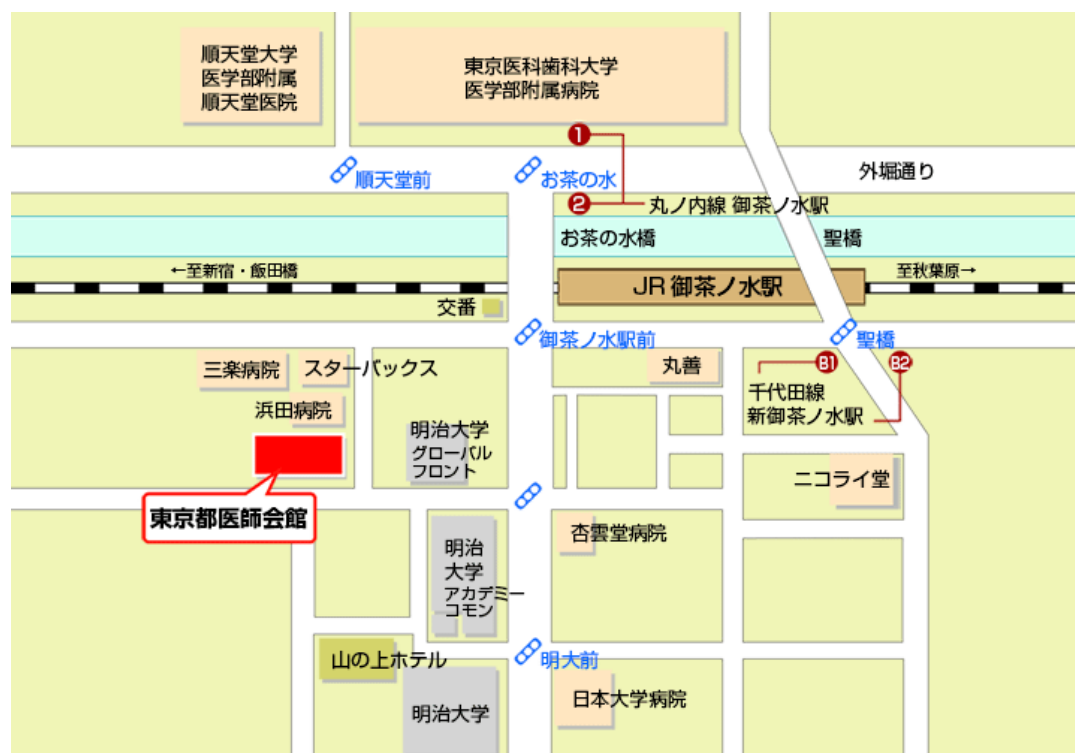 順天堂大学
医学部附属
順天堂医院
東京医科歯科大学
医学部附属病院
1
順天堂前
お茶の水
外堀通り
2
丸ノ内線 御茶ノ水駅
お茶の水橋
聖橋
←至新宿・飯田橋
至秋葉原→
JR 御茶ノ水駅
交番
御茶ノ水駅前
聖橋
三楽病院
スターバックス
丸善
B1
B2
千代田線
新御茶ノ水駅
浜田病院
明治大学
グローバル
フロント
ニコライ堂
東京都医師会館
杏雲堂病院
明治
大学
アカデミー
コモン
山の上ホテル
明大前
明治大学
日本大学病院